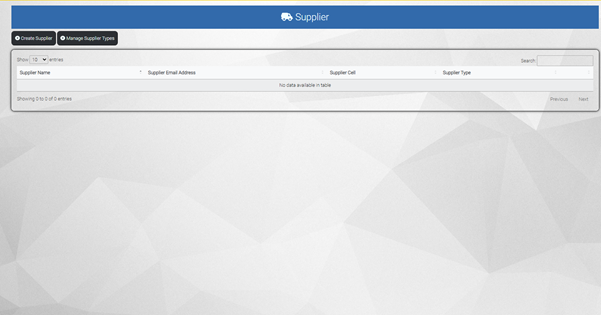 Supplier
Create Supplier Manage Supplier Types
Show 10 entries Search:
Supplier Name Supplier Email Address Supplier Cell Supplier Type
No data available in table
Showing 0 to 0 of 0 entries Previous Next